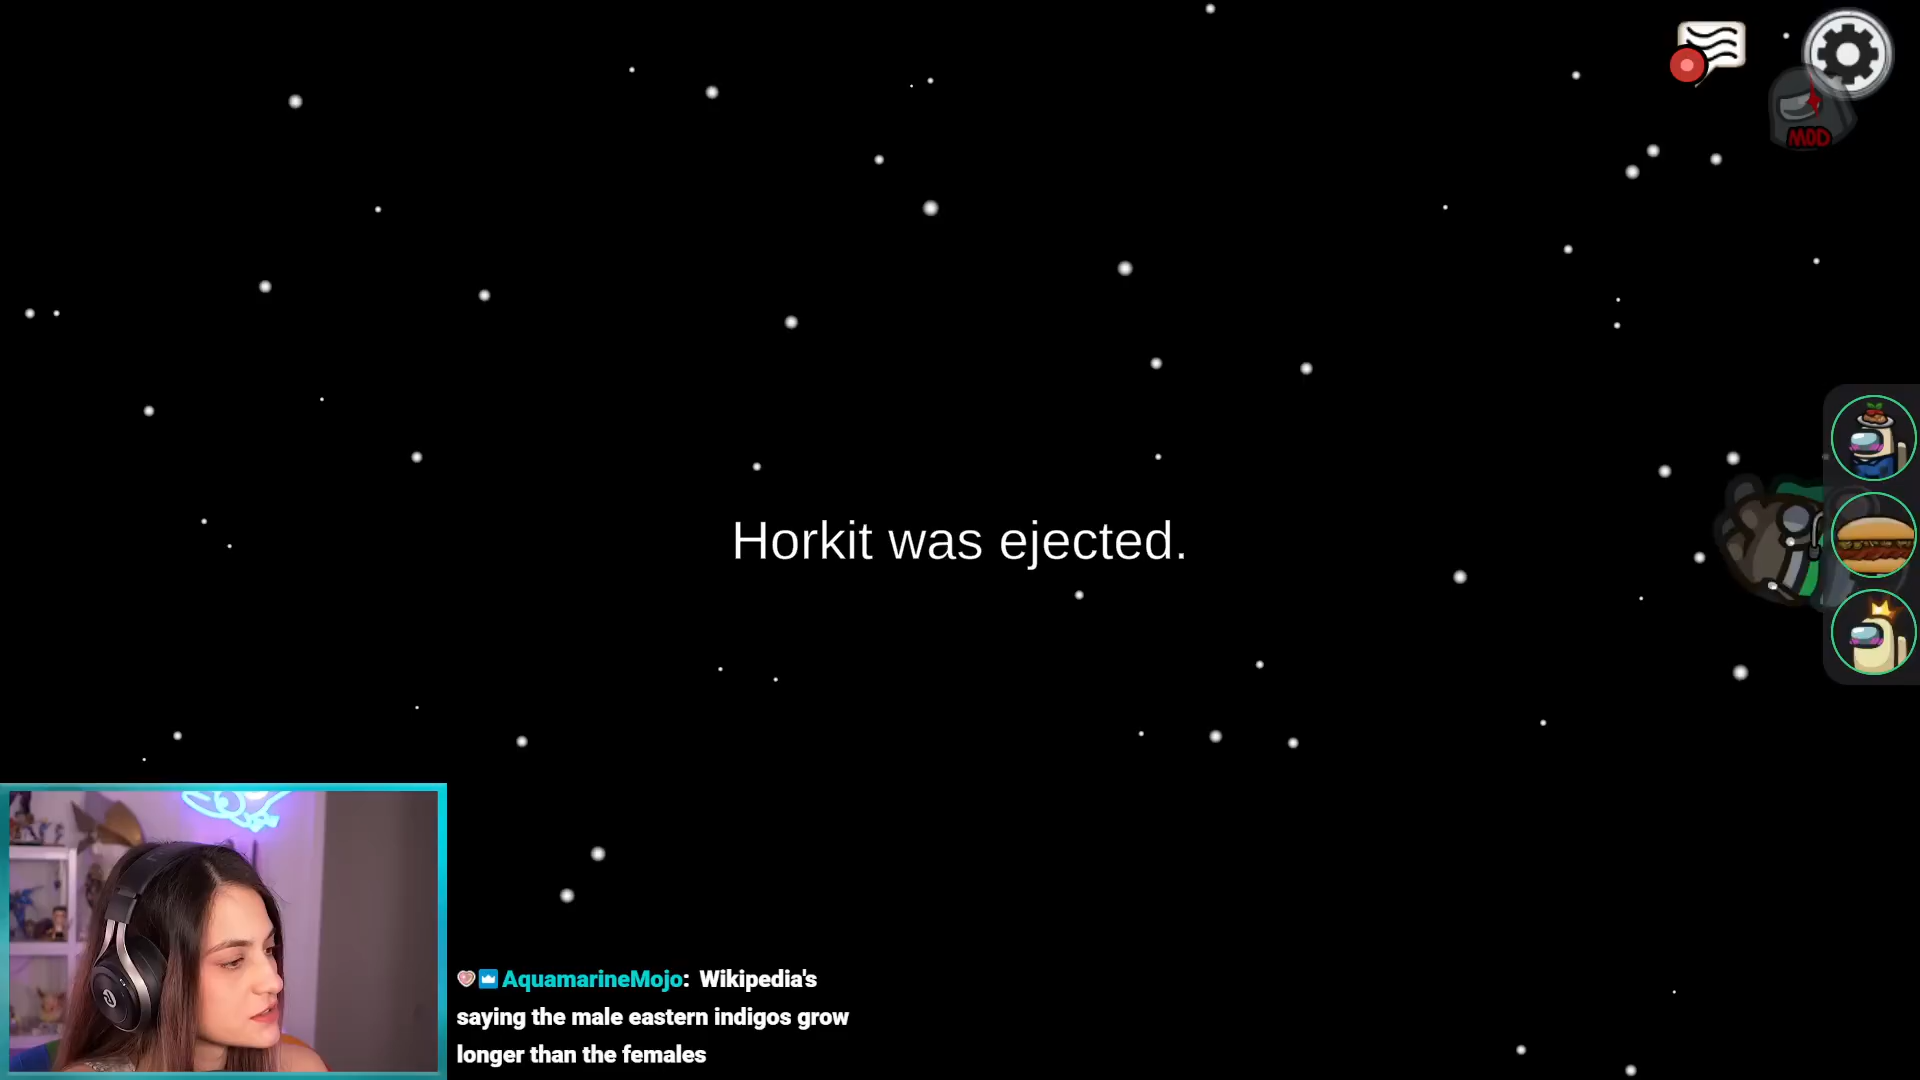 MOD
Horkit was ejected.
AquamarineMojo: Wikipedia's
saying the male eastern indigos grow
longer than the females